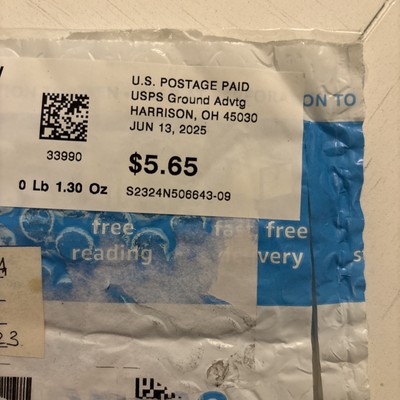 U.S. POSTAGE PAID
USPS Ground Advtg
HARRISON, OH 45030
JUN 13, 2025
ON TO
33990
$5.65
0 Lb 1.30 Oz
S2324N506643-09
free
reading
fast
delivery
free
23